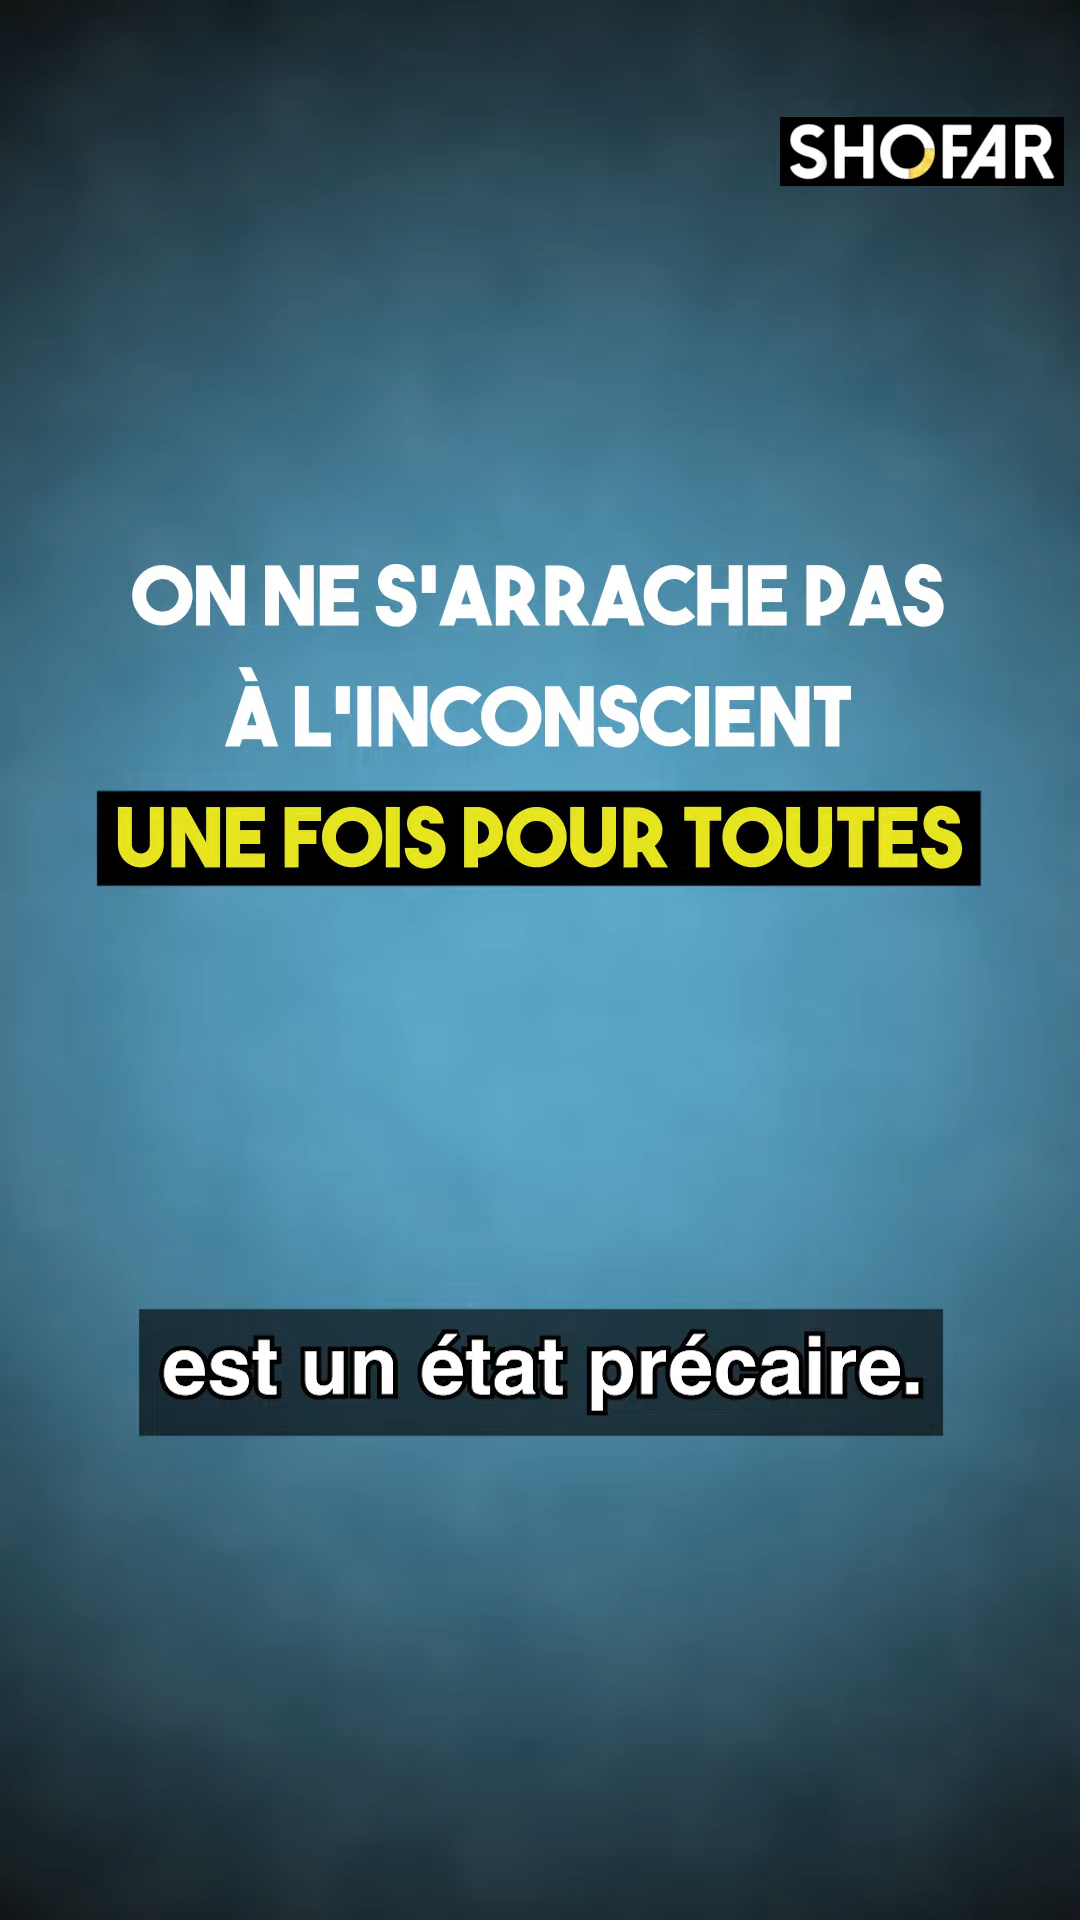 SHOFAR
ON NE S'ARRACHE PAS
À L'INCONSCIENT
UNE FOIS POUR TOUTES
est un état précaire.